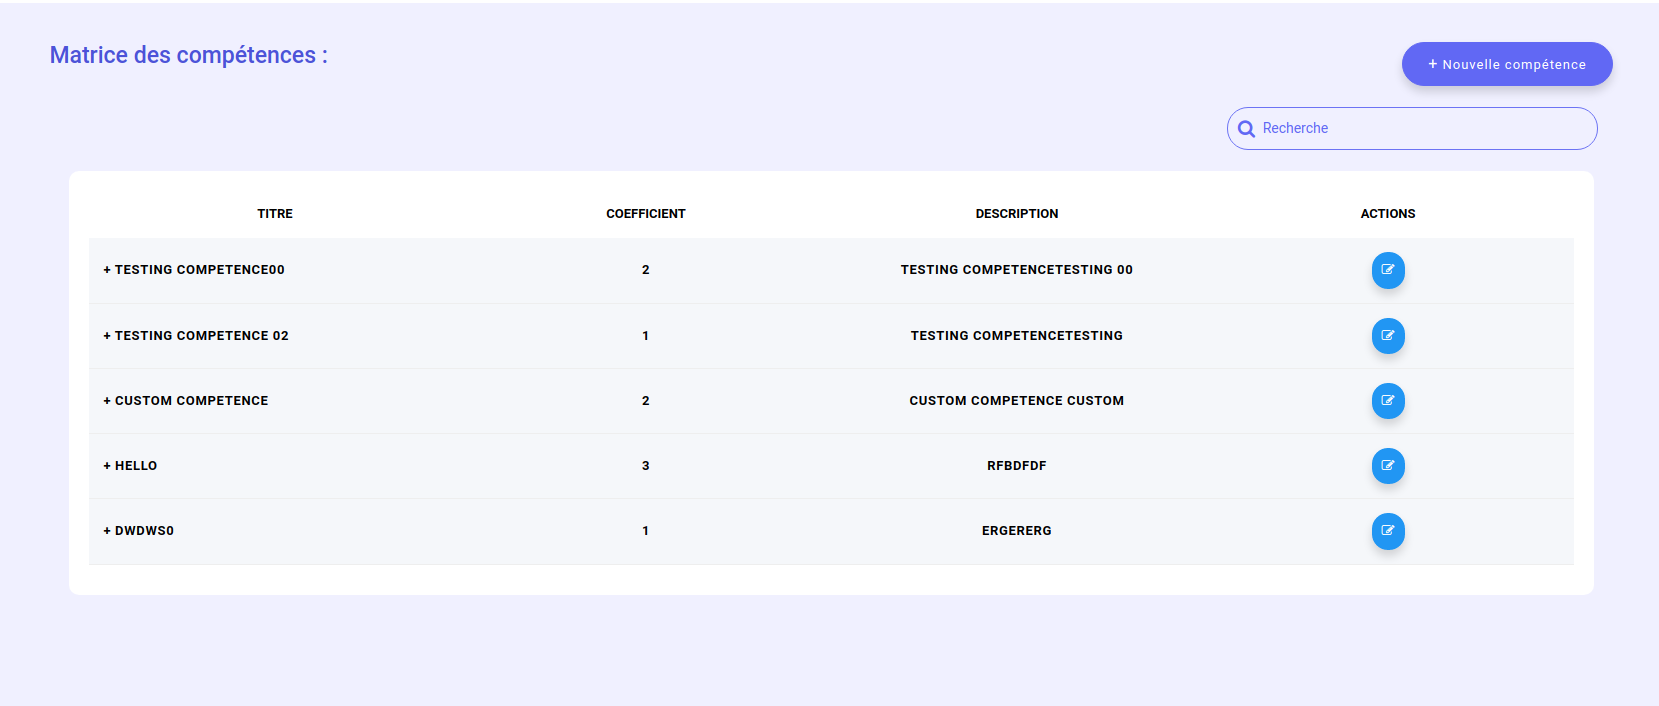 Matrice des compétences :
+ Nouvelle compétence
Recherche
TITRE COEFFICIENT DESCRIPTION ACTIONS
+ TESTING COMPETENCE00 2 TESTING COMPETENCETESTING 00
+ TESTING COMPETENCE 02 1 TESTING COMPETENCETESTING
+ CUSTOM COMPETENCE 2 CUSTOM COMPETENCE CUSTOM
+ HELLO 3 RFBDFDF
+ DWDWS0 1 ERGERERG